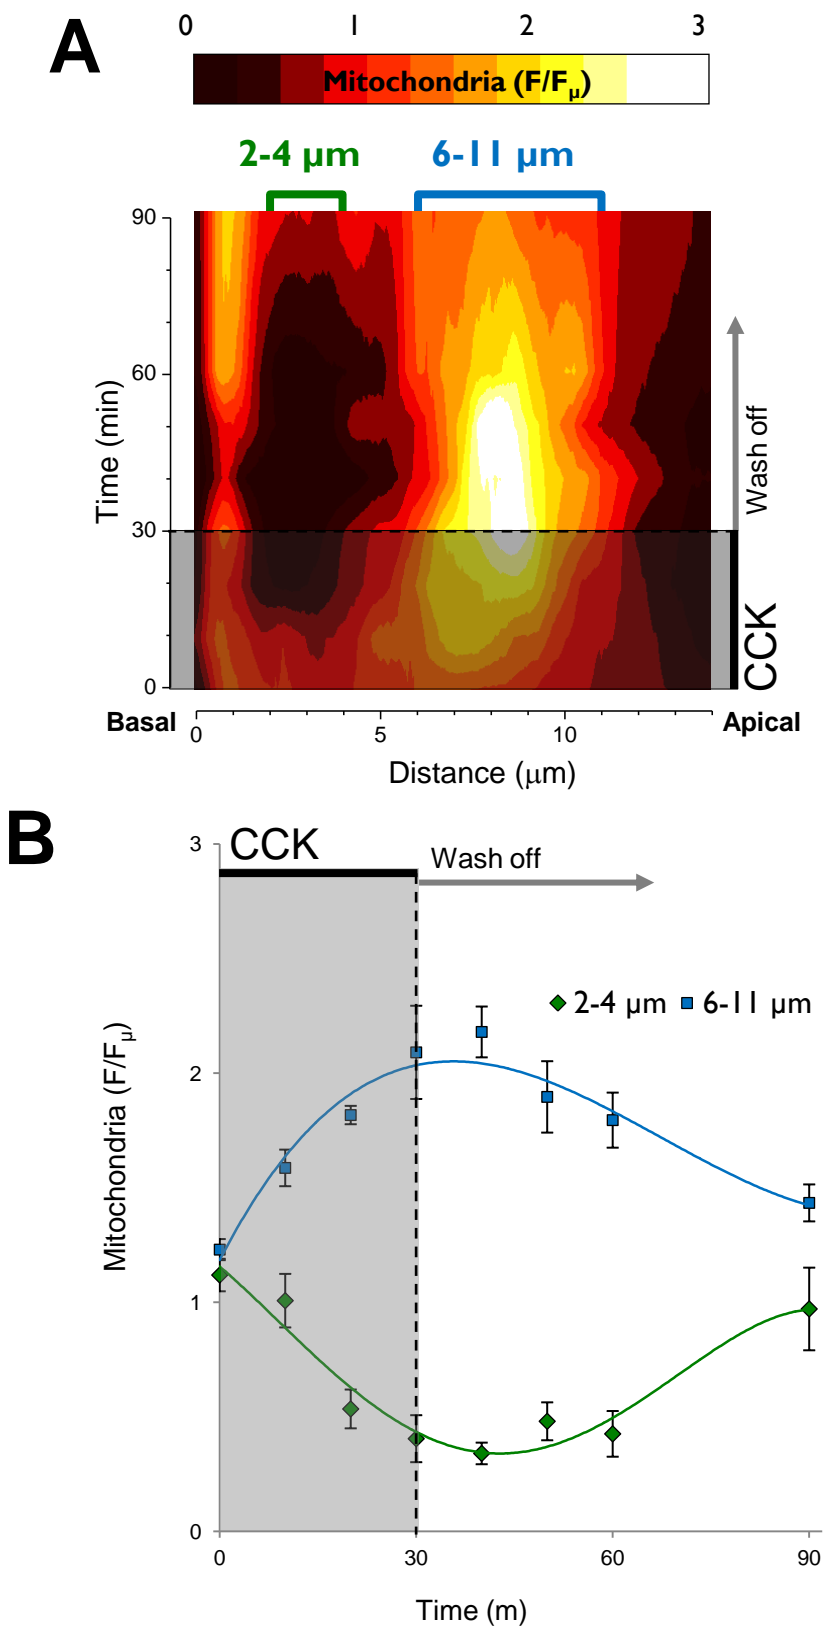 A
0 1 2 3
Mitochondria (F/Fμ)
2-4 μm 6-11 μm
90
60
30
0
Time (min)
Wash off
CCK
Basal 0 5 10 Apical
Distance (μm)
B
CCK
Wash off
3
2
1
0
2-4 μm 6-11 μm
Mitochondria (F/Fμ)
0 30 60 90
Time (m)